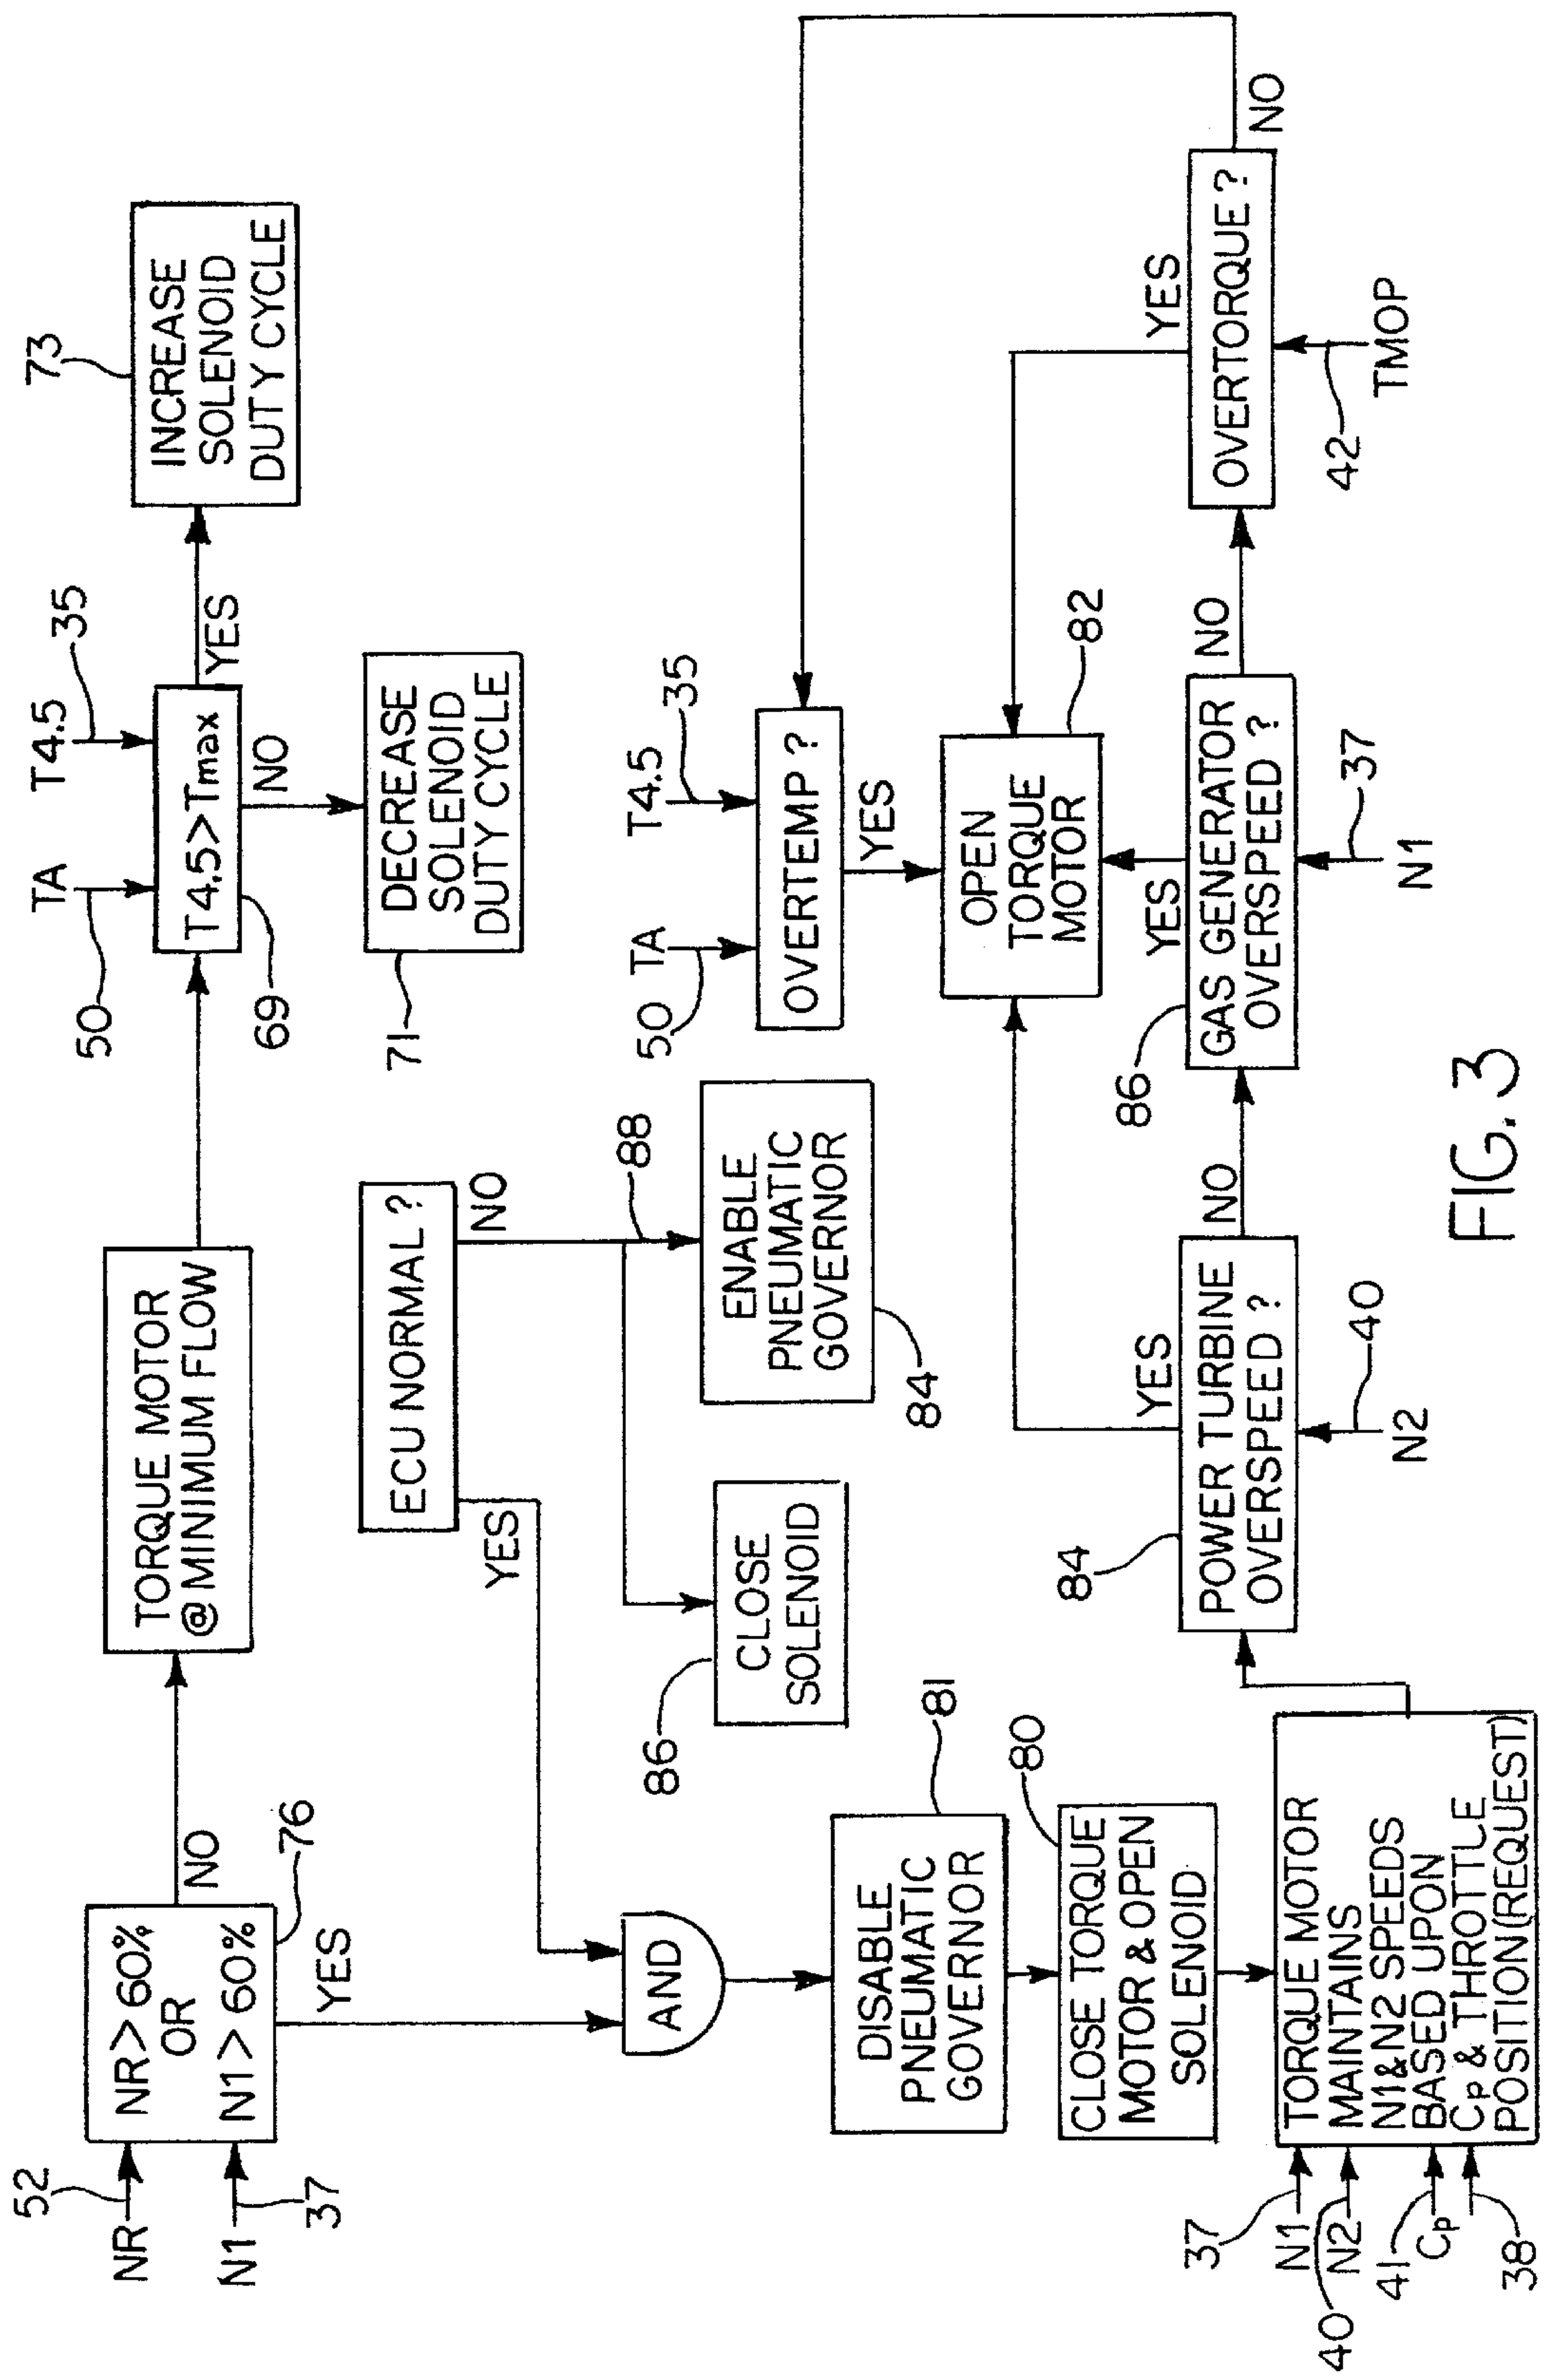 52
NR
N1
37
NR > 60%
OR
N1 > 60%
76
NO
YES
TORQUE MOTOR
@ MINIMUM FLOW
TA
50
T4.5
35
T4.5 > Tmax
69
YES
NO
73
INCREASE
SOLENOID
DUTY CYCLE
71
DECREASE
SOLENOID
DUTY CYCLE
ECU NORMAL ?
YES
NO
88
AND
86
CLOSE
SOLENOID
ENABLE
PNEUMATIC
GOVERNOR
84
DISABLE
PNEUMATIC
GOVERNOR
81
80
CLOSE TORQUE
MOTOR & OPEN
SOLENOID
37
N1
N2
40
41
Cp
38
TORQUE MOTOR
MAINTAINS
N1 & N2 SPEEDS
BASED UPON
Cp & THROTTLE
POSITION (REQUEST)
84
POWER TURBINE
OVERSPEED ?
YES
NO
N2
40
86
GAS GENERATOR
OVERSPEED ?
YES
NO
N1
37
OVERTORQUE ?
YES
NO
42
TMOP
50
TA
T4.5
35
OVERTEMP ?
YES
OPEN
TORQUE
MOTOR
82
FIG. 3